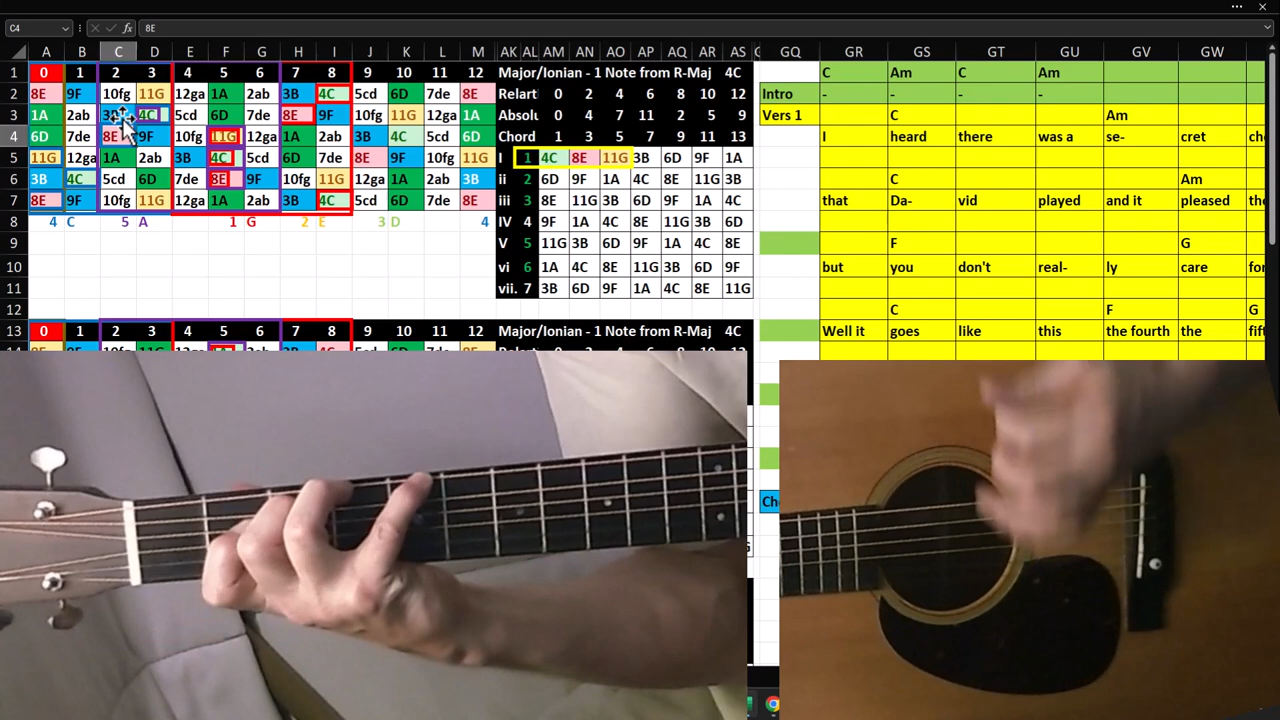 C4 fx 8E
A B C D E F G H I J K L M AK AL AM AN AO AP AQ AR AS GQ GR GS GT GU GV GW
1 0 1 2 3 4 5 6 7 8 9 10 11 12 Major/Ionian - 1 Note from R-Maj 4C C Am C Am
2 8E 9F 10fg 11G 12ga 1A 2ab 3B 4C 5cd 6D 7de 8E Relart 0 2 4 6 8 10 12 Intro - - - -
3 1A 2ab 4C 5cd 6D 7de 8E 9F 10fg 11G 12ga 1A Absolu 0 4 7 11 2 5 9 Vers 1 C Am
4 6D 7de 8E 9F 10fg 11G 12ga 1A 2ab 3B 4C 5cd 6D Chord 1 3 5 7 9 11 13 I heard there was a se- cret
5 11G 12ga 1A 2ab 3B 4C 5cd 6D 7de 8E 9F 10fg 11G I 1 4C 8E 11G 3B 6D 9F 1A
6 3B 4C 5cd 6D 7de 8E 9F 10fg 11G 12ga 1A 2ab 3B ii 2 6D 9F 1A 4C 8E 11G 3B C Am
7 8E 9F 10fg 11G 12ga 1A 2ab 3B 4C 5cd 6D 7de 8E iii 3 8E 11G 3B 6D 9F 1A 4C that Da- vid played and it pleased
8 4 C 5 A 1 G 2 E 3 D 4 IV 4 9F 1A 4C 8E 11G 3B 6D
9 V 5 11G 3B 6D 9F 1A 4C 8E F G
10 vi 6 1A 4C 8E 11G 3B 6D 9F but you don't real- ly care
11 vii. 7 3B 6D 9F 1A 4C 8E 11G
12 C F G
13 0 1 2 3 4 5 6 7 8 9 10 11 12 Major/Ionian - 1 Note from R-Maj 4C Well it goes like this the fourth the